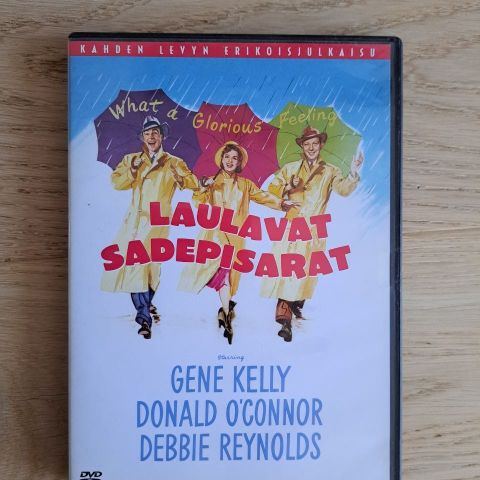 KAHDEN LEVYN ERIKOISJULKAISU
What a Glorious Feeling
LAULAVAT
SADEPISARAT
Starring
GENE KELLY
DONALD O'CONNOR
DEBBIE REYNOLDS
DVD